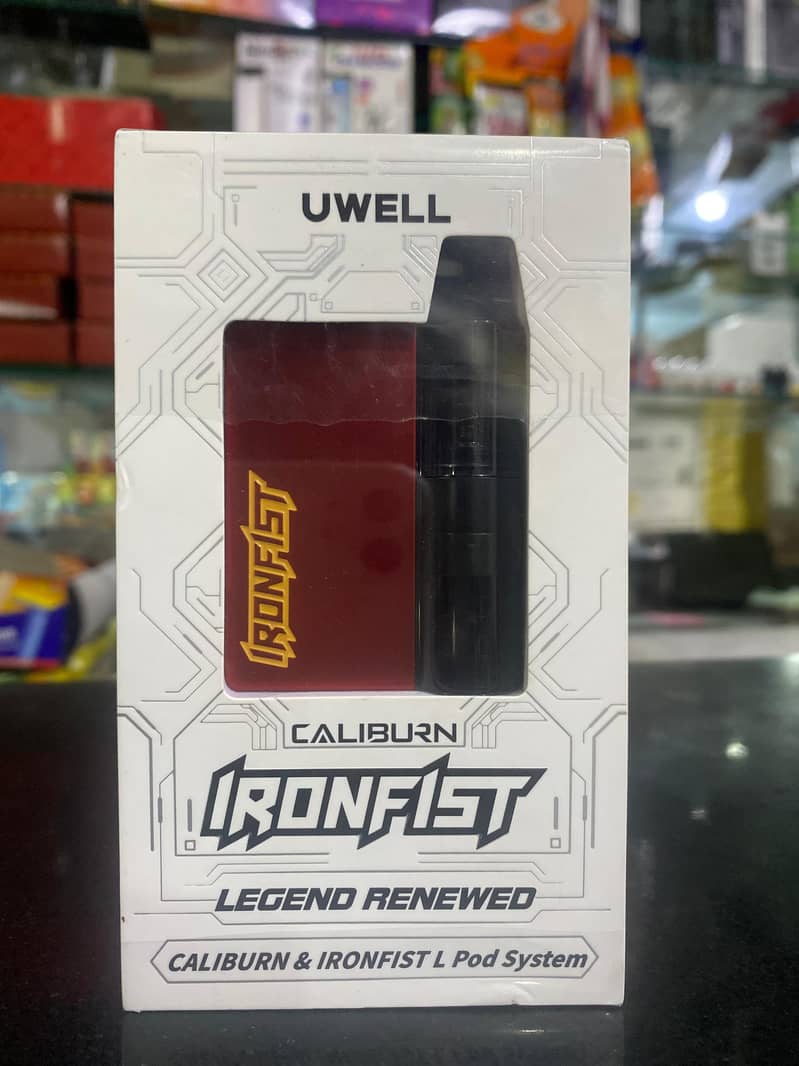 UWELL
IRONFIST
CALIBURN
IRONFIST
LEGEND RENEWED
CALIBURN & IRONFIST L Pod System